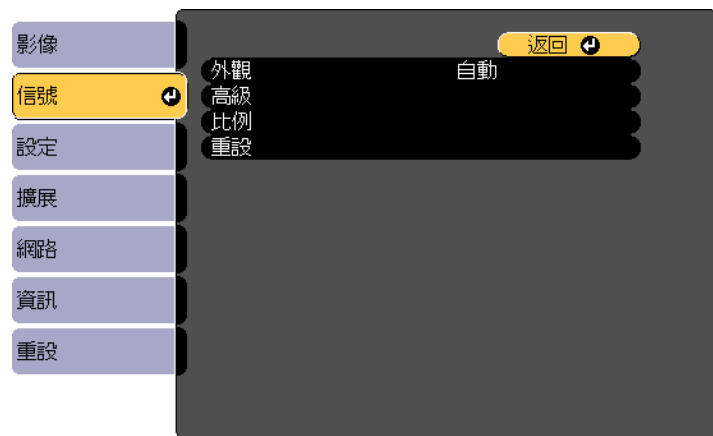 影像
信號
設定
擴展
網路
資訊
重設
返回
外觀 自動
高級
比例
重設